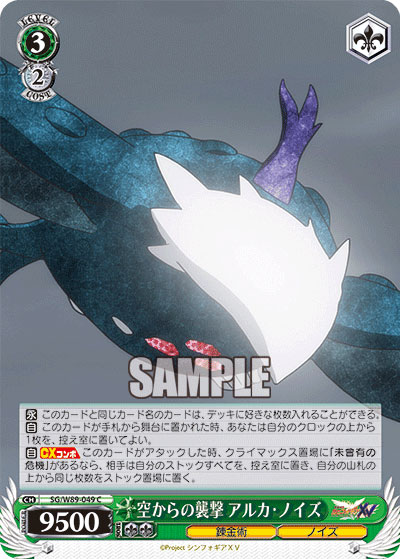 LEVEL
3
2
COST
SAMPLE
永 このカードと同じカード名のカードは、デッキに好きな枚数入れることができる。
自 このカードが手札から舞台に置かれた時、あなたは自分のクロックの上から
1枚を、控え室に置いてよい。
自 CXコンボ このカードがアタックした時、クライマックス置場に「未曾有の
危機」があるなら、相手は自分のストックすべてを、控え室に置き、自分の山札の
上から同じ枚数をストック置場に置く。
CH SG/W89-049 C
9500
空からの襲撃 アルカ・ノイズ
錬金術
ノイズ
©Project シンフォギアXV